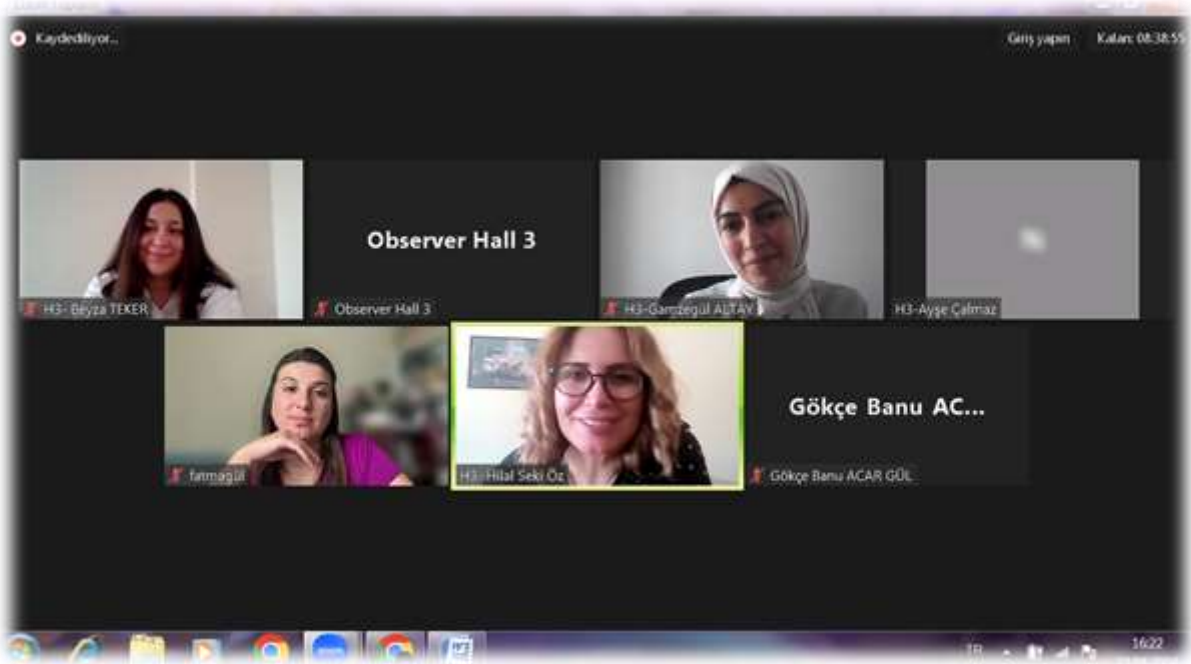 Kaydediliyor...
Giriş yapın Kalan: 08:38:55
Observer Hall 3
H3- Beyza TEKER
Observer Hall 3
H3-Gamzegül ALTAY
H3-Ayşe Çalmaz
Gökçe Banu AC...
fatmagül
H3- Hilal Seki Öz
Gökçe Banu ACAR GÜL
TR
16:22